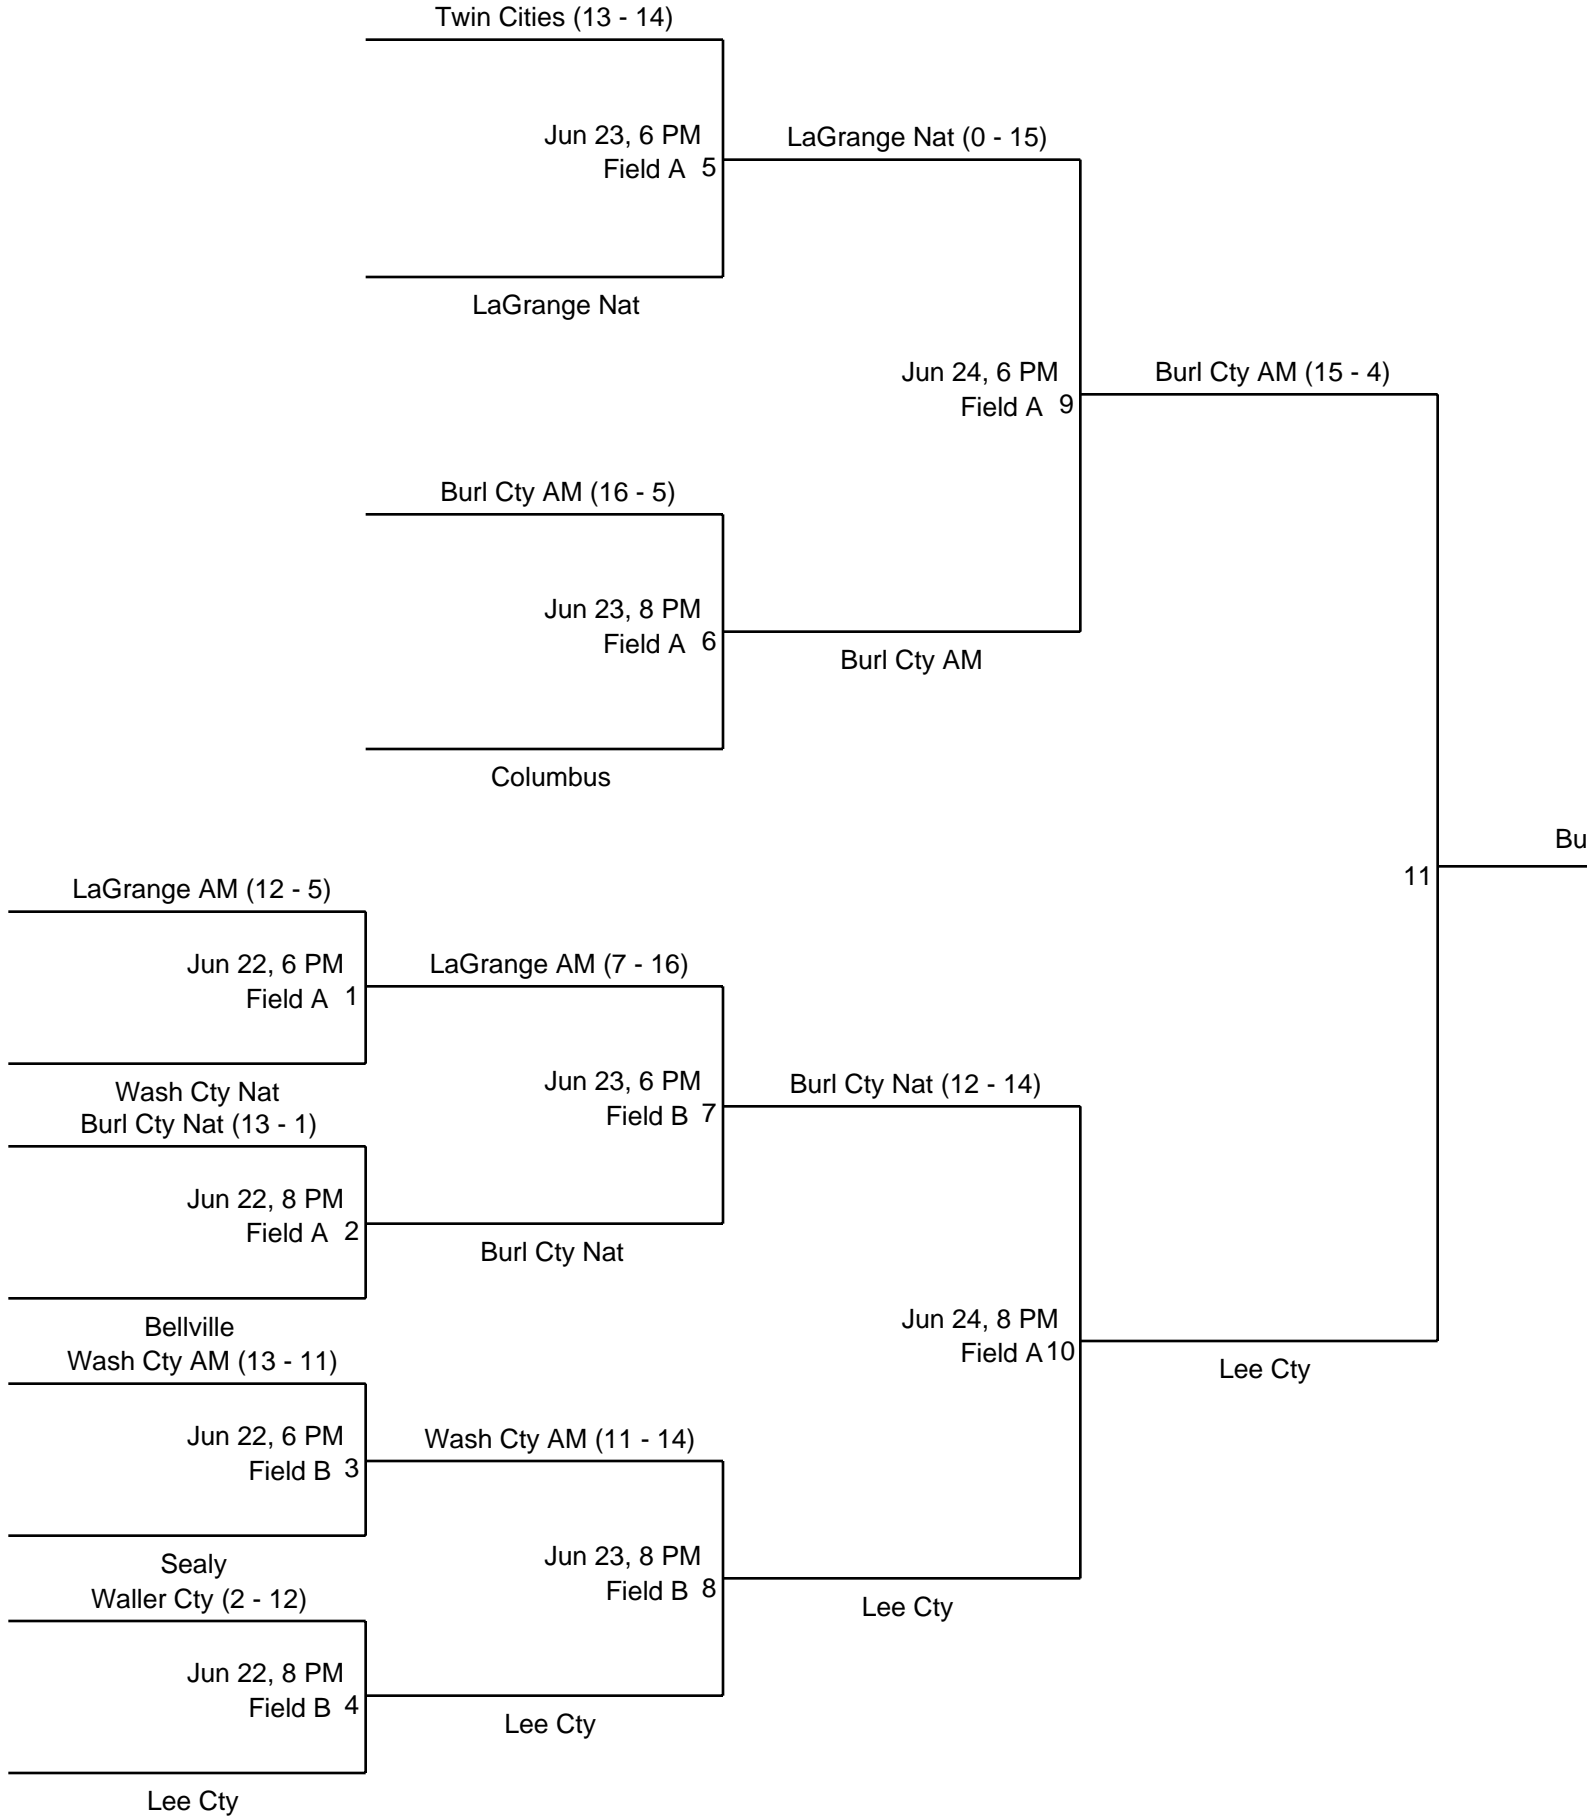 Twin Cities (13 - 14)
Jun 23, 6 PM
Field A 5
LaGrange Nat (0 - 15)
LaGrange Nat
Jun 24, 6 PM
Field A 9
Burl Cty AM (15 - 4)
Burl Cty AM (16 - 5)
Jun 23, 8 PM
Field A 6
Burl Cty AM
Columbus
Bu
11
LaGrange AM (12 - 5)
Jun 22, 6 PM
Field A 1
LaGrange AM (7 - 16)
Wash Cty Nat
Burl Cty Nat (13 - 1)
Jun 23, 6 PM
Field B 7
Burl Cty Nat (12 - 14)
Jun 22, 8 PM
Field A 2
Burl Cty Nat
Bellville
Wash Cty AM (13 - 11)
Jun 24, 8 PM
Field A 10
Lee Cty
Jun 22, 6 PM
Field B 3
Wash Cty AM (11 - 14)
Sealy
Waller Cty (2 - 12)
Jun 23, 8 PM
Field B 8
Lee Cty
Jun 22, 8 PM
Field B 4
Lee Cty
Lee Cty